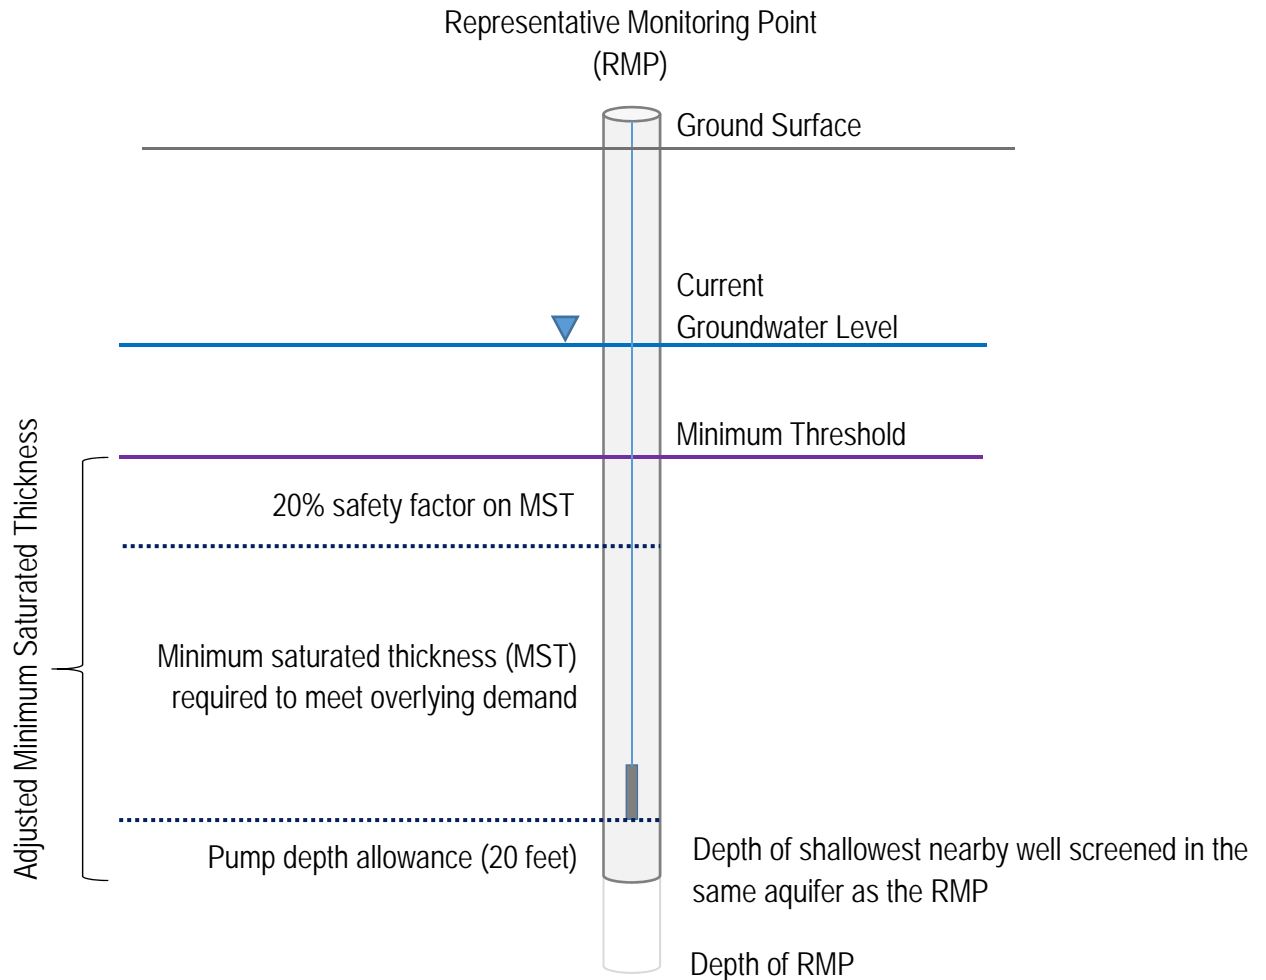 Representative Monitoring Point
(RMP)
Ground Surface
Current
Groundwater Level
Minimum Threshold
Adjusted Minimum Saturated Thickness
20% safety factor on MST
Minimum saturated thickness (MST)
required to meet overlying demand
Pump depth allowance (20 feet)
Depth of shallowest nearby well screened in the
same aquifer as the RMP
Depth of RMP